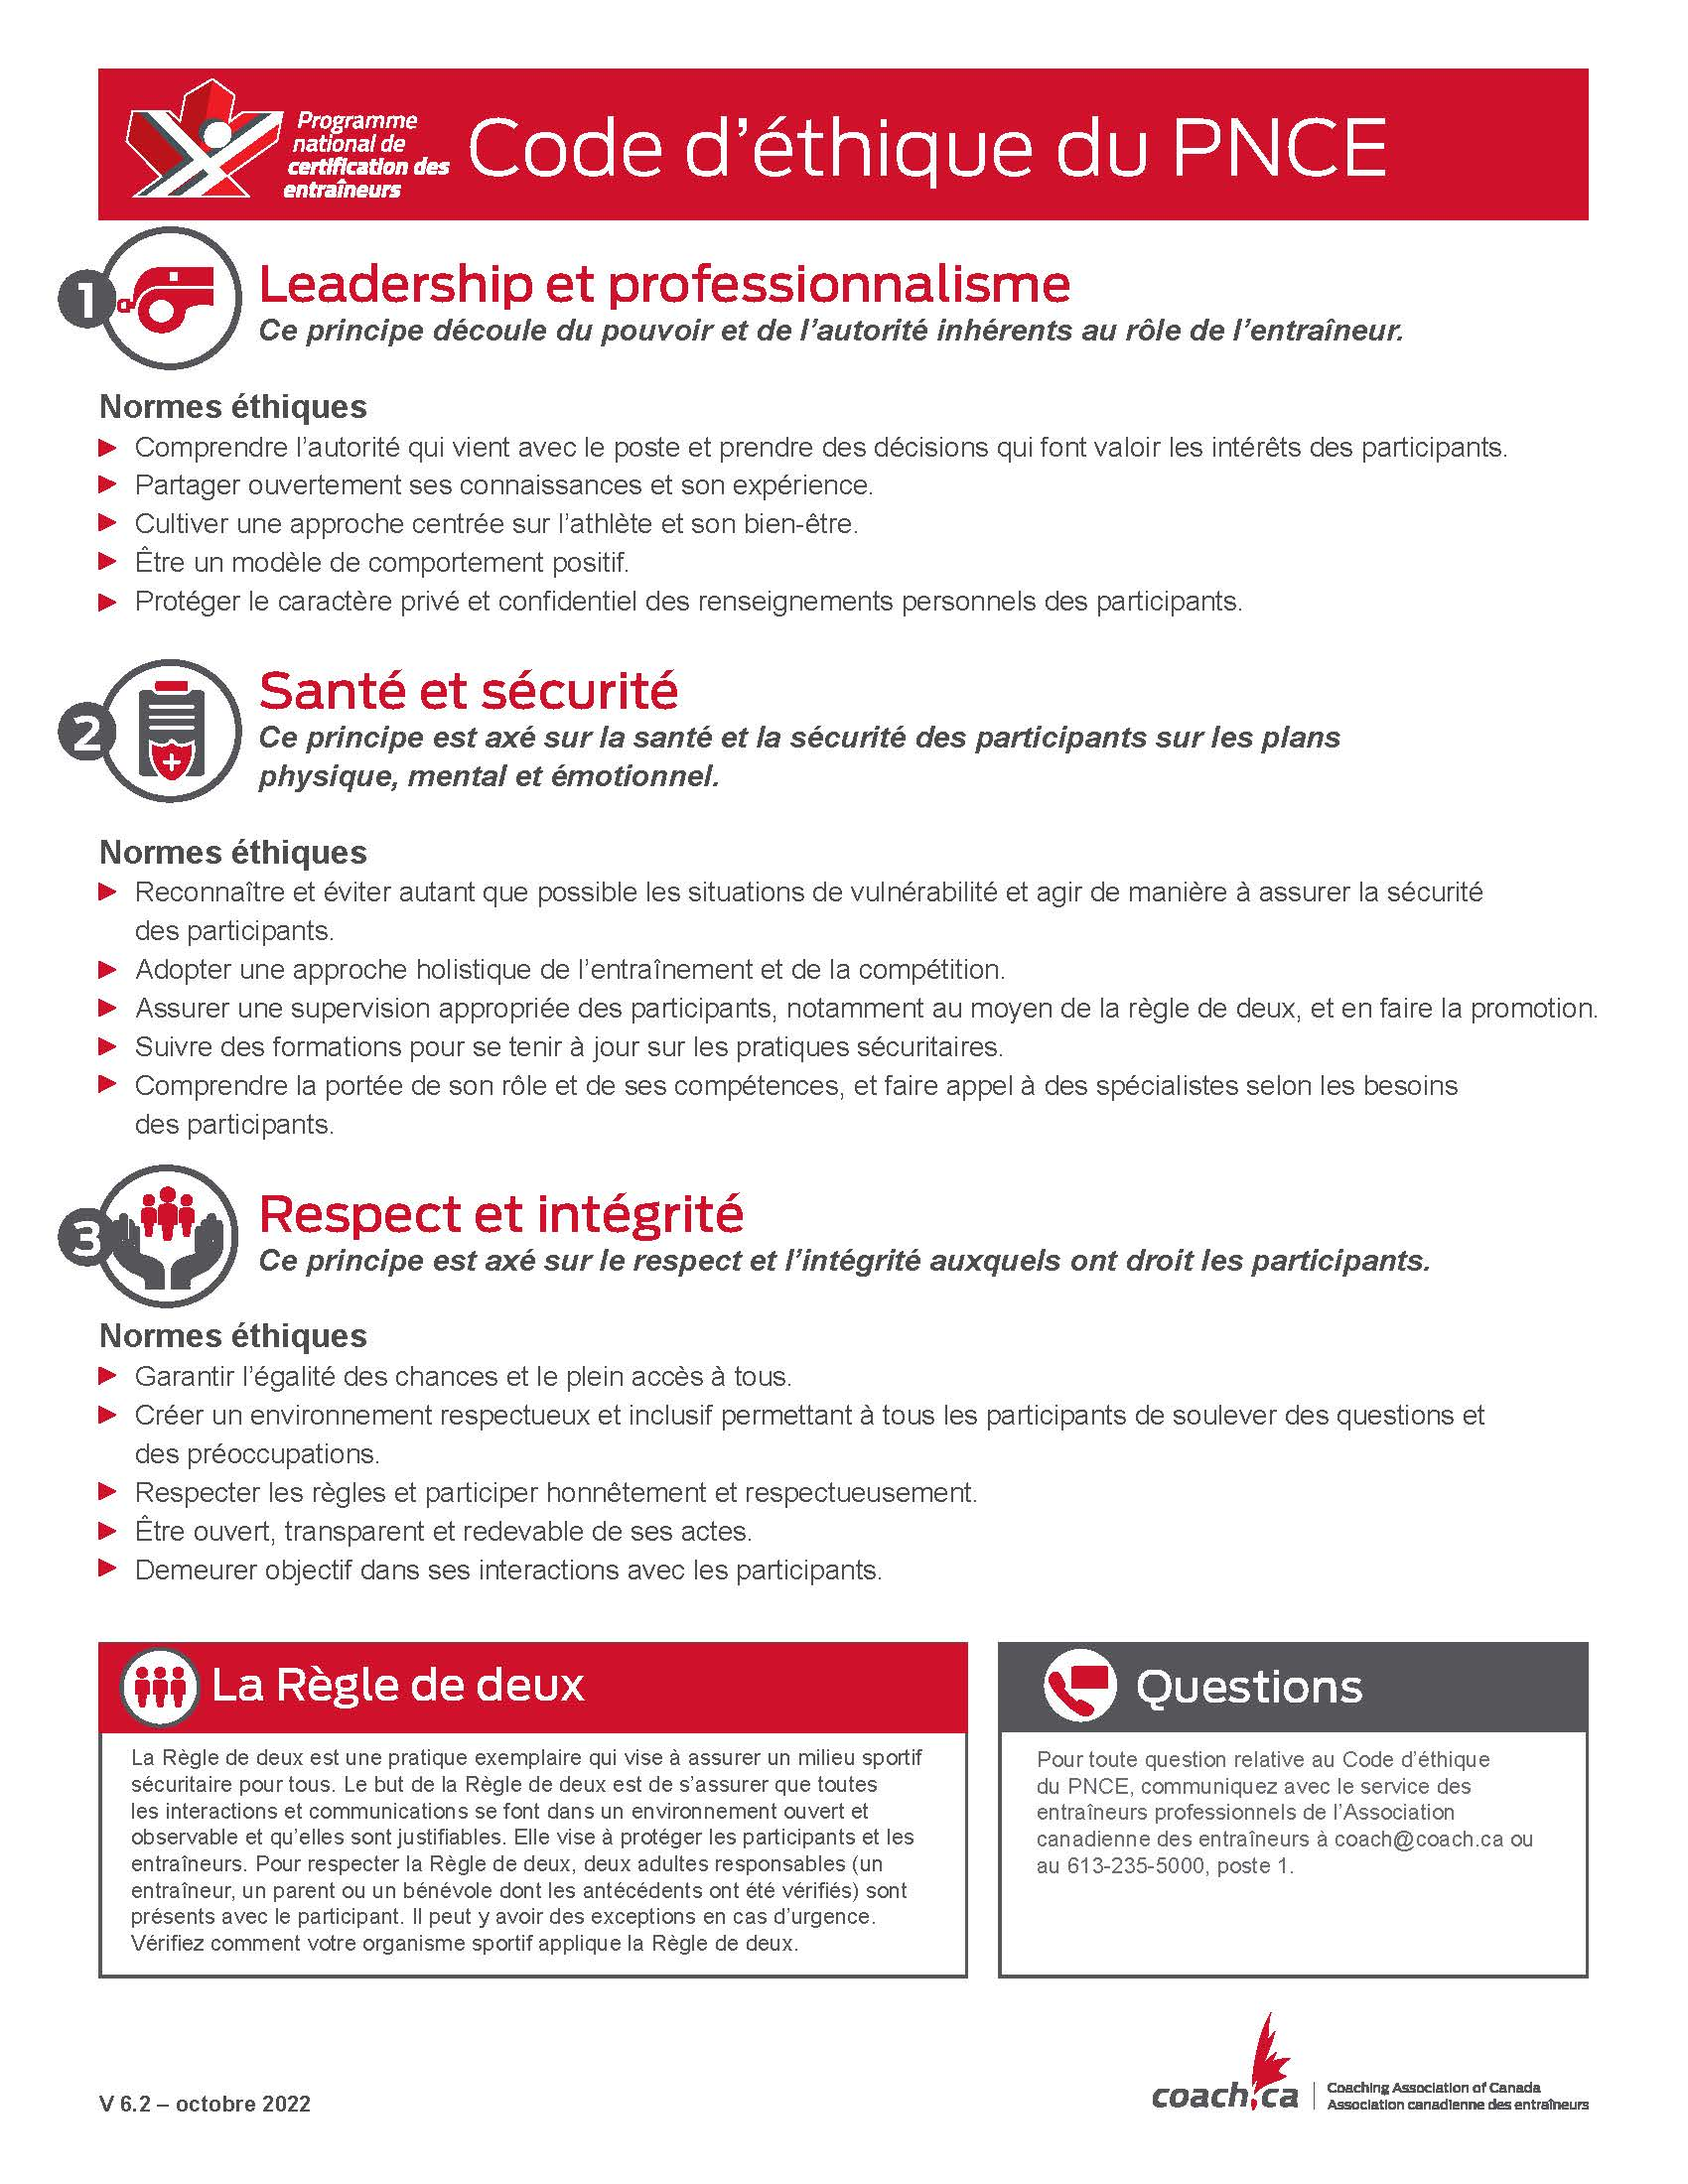 Programme
national de
certification des
entraîneurs
Code d’éthique du PNCE
1
Leadership et professionnalisme
Ce principe découle du pouvoir et de l’autorité inhérents au rôle de l’entraîneur.
Normes éthiques
Comprendre l’autorité qui vient avec le poste et prendre des décisions qui font valoir les intérêts des participants.
Partager ouvertement ses connaissances et son expérience.
Cultiver une approche centrée sur l’athlète et son bien-être.
Être un modèle de comportement positif.
Protéger le caractère privé et confidentiel des renseignements personnels des participants.
2
Santé et sécurité
Ce principe est axé sur la santé et la sécurité des participants sur les plans
physique, mental et émotionnel.
Normes éthiques
Reconnaître et éviter autant que possible les situations de vulnérabilité et agir de manière à assurer la sécurité
des participants.
Adopter une approche holistique de l’entraînement et de la compétition.
Assurer une supervision appropriée des participants, notamment au moyen de la règle de deux, et en faire la promotion.
Suivre des formations pour se tenir à jour sur les pratiques sécuritaires.
Comprendre la portée de son rôle et de ses compétences, et faire appel à des spécialistes selon les besoins
des participants.
3
Respect et intégrité
Ce principe est axé sur le respect et l’intégrité auxquels ont droit les participants.
Normes éthiques
Garantir l’égalité des chances et le plein accès à tous.
Créer un environnement respectueux et inclusif permettant à tous les participants de soulever des questions et
des préoccupations.
Respecter les règles et participer honnêtement et respectueusement.
Être ouvert, transparent et redevable de ses actes.
Demeurer objectif dans ses interactions avec les participants.
La Règle de deux
La Règle de deux est une pratique exemplaire qui vise à assurer un milieu sportif
sécuritaire pour tous. Le but de la Règle de deux est de s’assurer que toutes
les interactions et communications se font dans un environnement ouvert et
observable et qu’elles sont justifiables. Elle vise à protéger les participants et les
entraîneurs. Pour respecter la Règle de deux, deux adultes responsables (un
entraîneur, un parent ou un bénévole dont les antécédents ont été vérifiés) sont
présents avec le participant. Il peut y avoir des exceptions en cas d’urgence.
Vérifiez comment votre organisme sportif applique la Règle de deux.
Questions
Pour toute question relative au Code d’éthique
du PNCE, communiquez avec le service des
entraîneurs professionnels de l’Association
canadienne des entraîneurs à coach@coach.ca ou
au 613-235-5000, poste 1.
V 6.2 – octobre 2022
coach.ca
Coaching Association of Canada
Association canadienne des entraîneurs